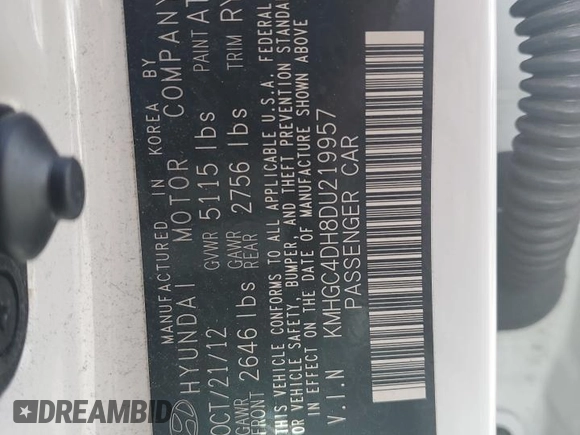 MANUFACTURED IN KOREA BY
HYUNDAI MOTOR COMPANY
OCT/21/12 GVWR 5115 lbs PAINT
GAWR FRONT 2646 lbs GAWR REAR 2756 lbs TRIM RY
THIS VEHICLE CONFORMS TO ALL APPLICABLE U.S.A. FEDERAL
MOTOR VEHICLE SAFETY, BUMPER, AND THEFT PREVENTION STANDA
IN EFFECT ON THE DATE OF MANUFACTURE SHOWN ABOVE
V.I.N KMHGC4DH8DU219957
PASSENGER CAR
DREAMBID